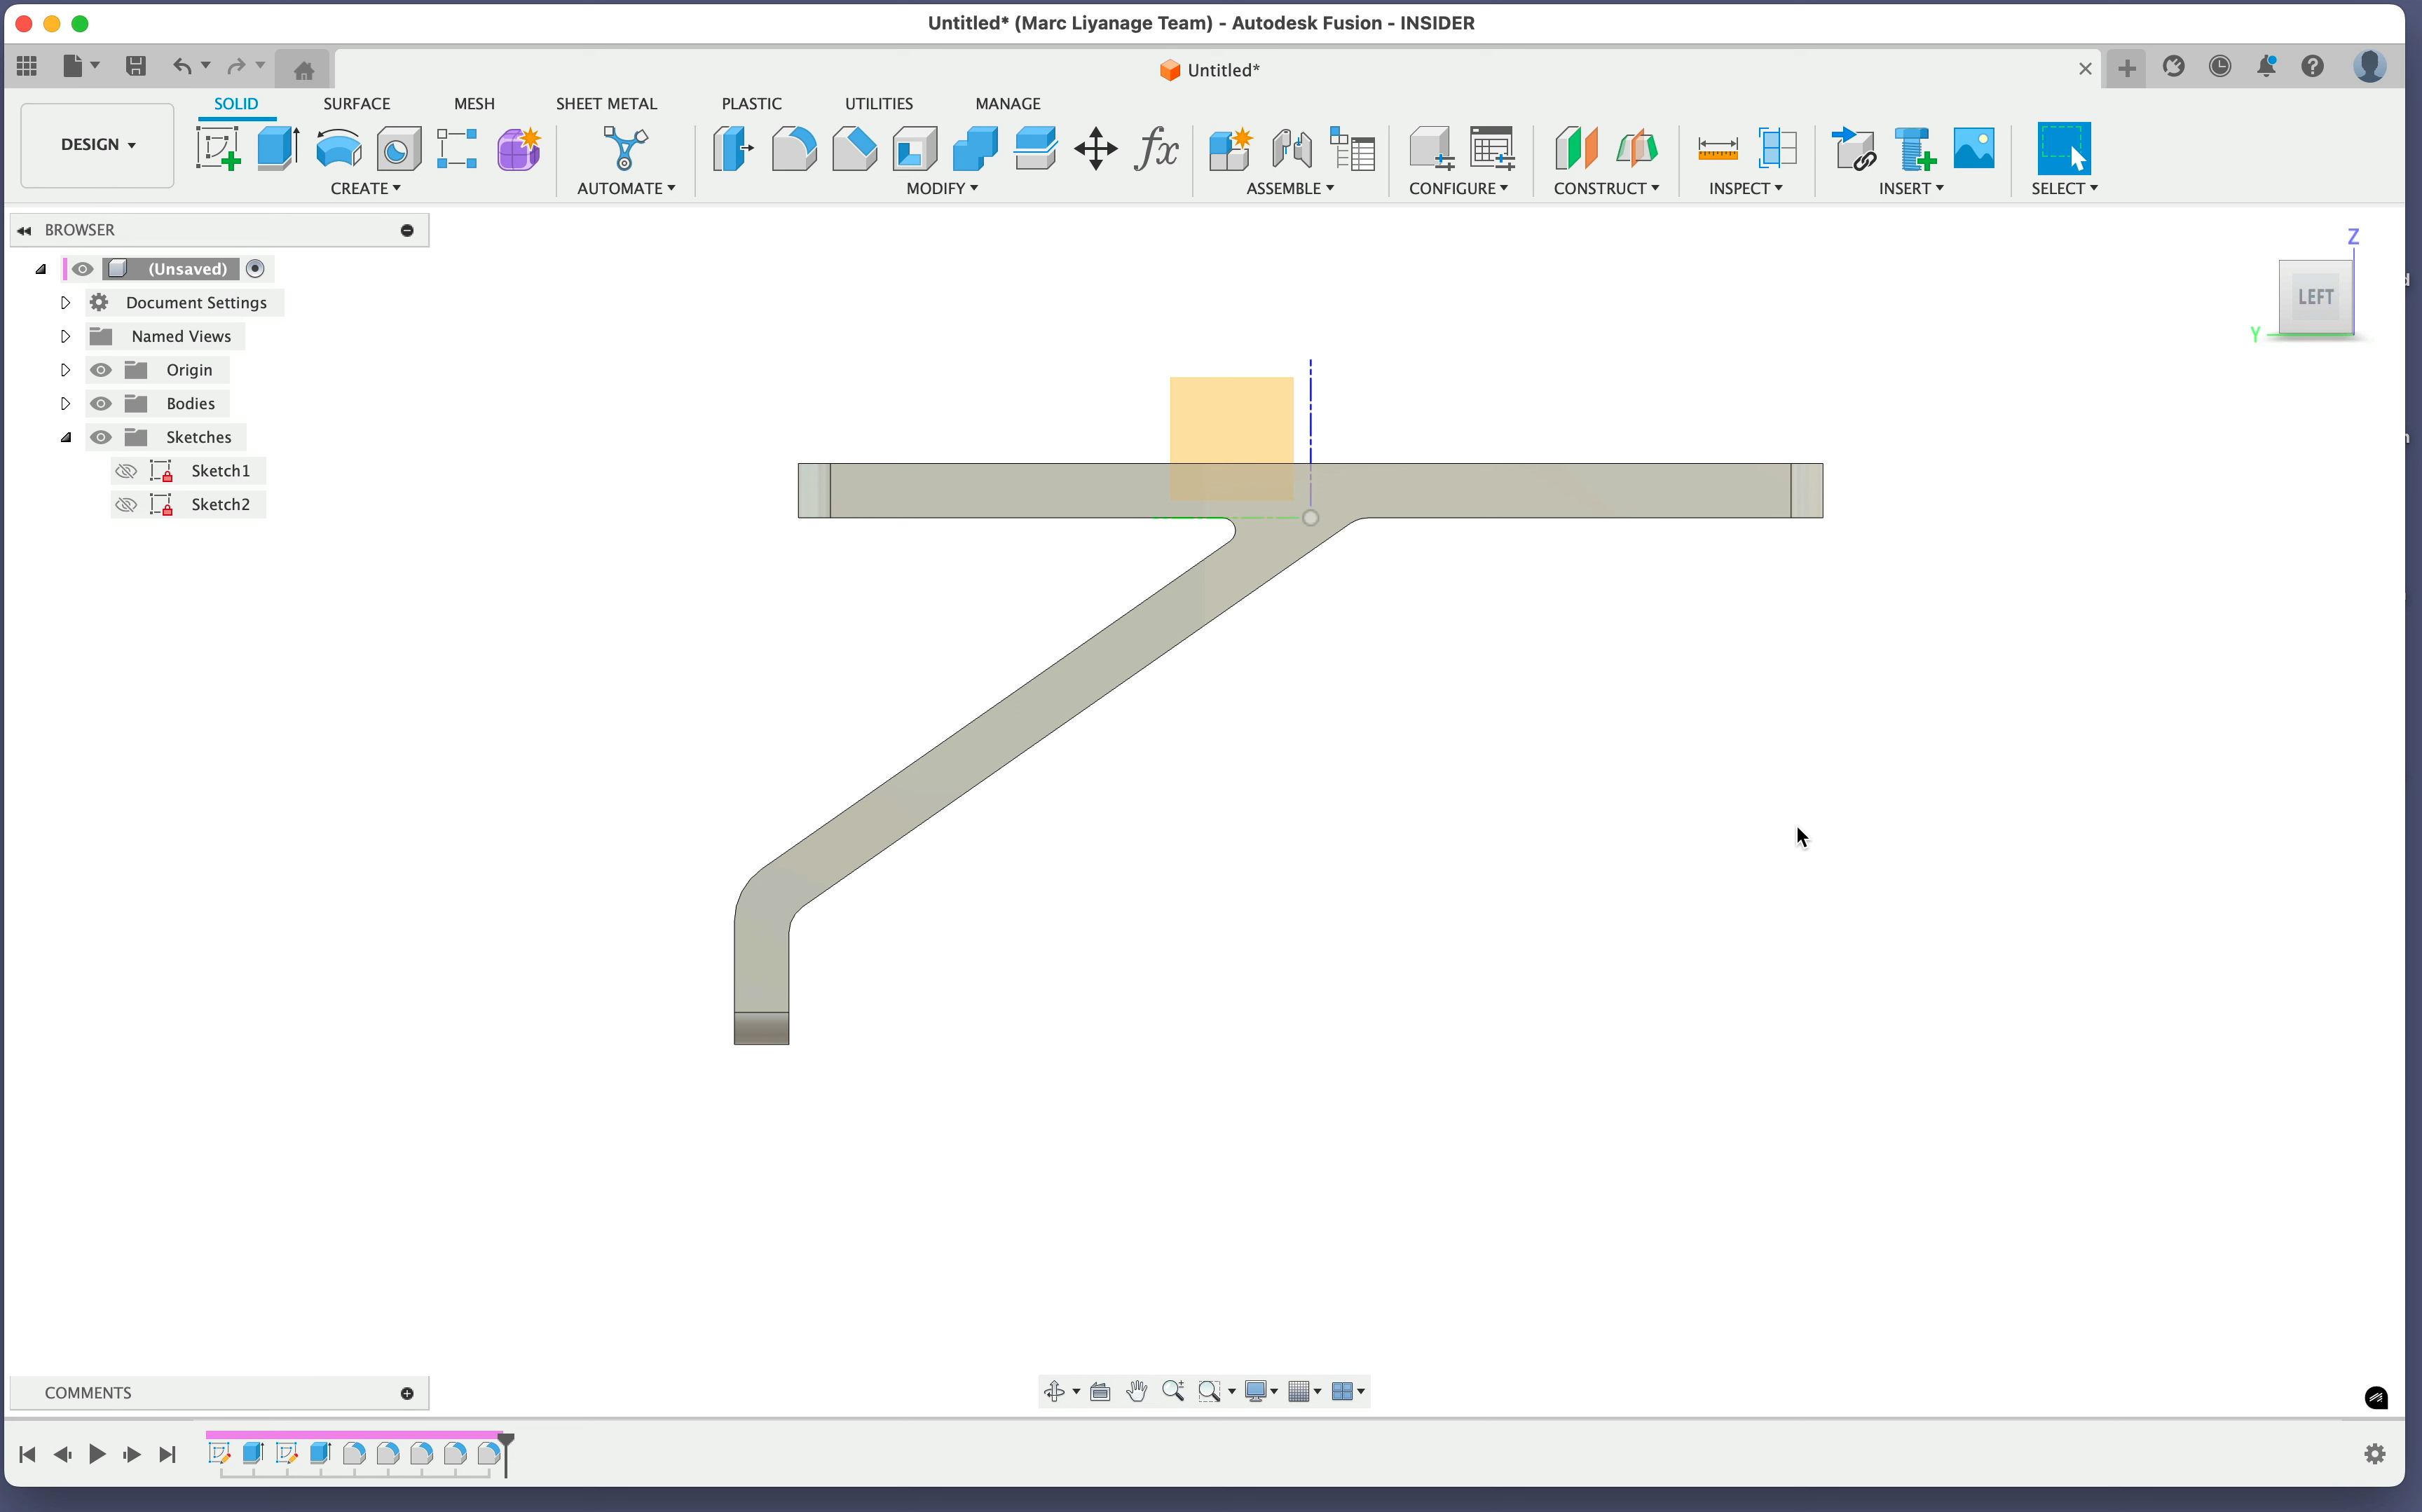 Untitled* (Marc Liyanage Team) - Autodesk Fusion - INSIDER
Untitled*
DESIGN
SOLID
SURFACE
MESH
SHEET METAL
PLASTIC
UTILITIES
MANAGE
CREATE
AUTOMATE
MODIFY
fx
ASSEMBLE
CONFIGURE
CONSTRUCT
INSPECT
INSERT
SELECT
BROWSER
(Unsaved)
Document Settings
Named Views
Origin
Bodies
Sketches
Sketch1
Sketch2
Z
LEFT
Y
COMMENTS